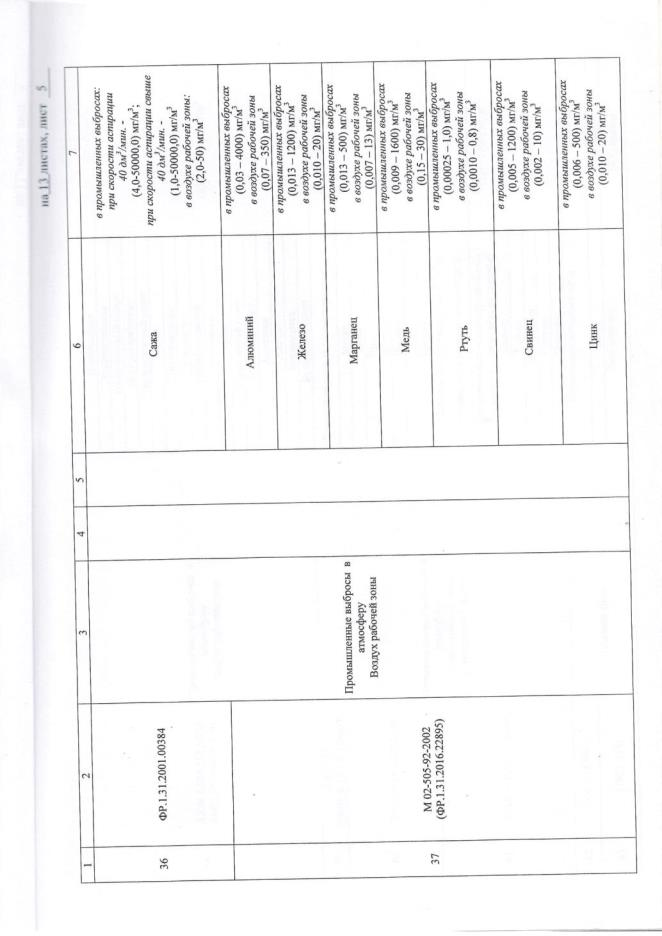 на 13 листах, лист 5
1 2 3 4 5 6 7
36
ФР.1.31.2001.00384
Промышленные выбросы в
атмосферу
Воздух рабочей зоны
Сажа
в промышленных выбросах:
при скорости аспирации
40 дм³/мин. -
(4,0-50000,0) мг/м³;
при скорости аспирации свыше
40 дм³/мин. -
(1,0-50000,0) мг/м³
в воздухе рабочей зоны:
(2,0-50) мг/м³
37
М 02-505-92-2002
(ФР.1.31.2016.22895)
Алюминий
в промышленных выбросах
(0,03 – 4000) мг/м³
в воздухе рабочей зоны
(0,07 – 350) мг/м³
Железо
в промышленных выбросах
(0,013 – 1200) мг/м³
в воздухе рабочей зоны
(0,010 – 20) мг/м³
Марганец
в промышленных выбросах
(0,013 – 500) мг/м³
в воздухе рабочей зоны
(0,007 – 13) мг/м³
Медь
в промышленных выбросах
(0,009 – 1600) мг/м³
в воздухе рабочей зоны
(0,15 – 30) мг/м³
Ртуть
в промышленных выбросах
(0,00025 –1,0) мг/м³
в воздухе рабочей зоны
(0,0010 –0,8) мг/м³
Свинец
в промышленных выбросах
(0,005 – 1200) мг/м³
в воздухе рабочей зоны
(0,002 – 10) мг/м³
Цинк
в промышленных выбросах
(0,006 – 500) мг/м³
в воздухе рабочей зоны
(0,010 – 20) мг/м³